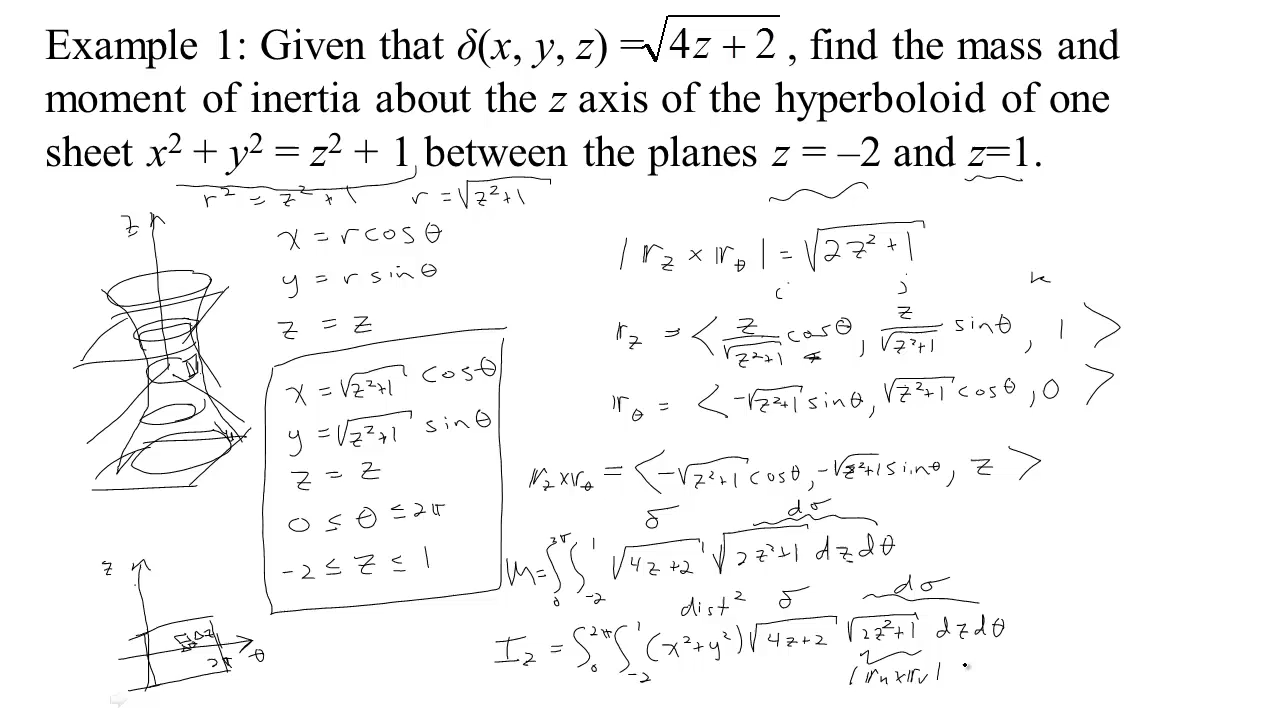 Example 1: Given that δ(x, y, z) =√4z + 2 , find the mass and
moment of inertia about the z axis of the hyperboloid of one
sheet x² + y² = z² + 1 between the planes z = –2 and z=1.
r² = z² + 1 r = √z²+1
z
x = r cos θ
y = r sin θ
z = z
x = √z²+1 cos θ
y = √z²+1 sin θ
z = z
0 ≤ θ ≤ 2π
-2 ≤ z ≤ 1
z
Δz
2π θ
|r_z × r_θ| = √2z² + 1
i j k
r_z = < z/√z²+1 cos θ, z/√z²+1 sin θ, 1 >
r_θ = < -√z²+1 sin θ, √z²+1 cos θ, 0 >
r_z × r_θ = < -√z²+1 cos θ, -√z²+1 sin θ, z >
δ dσ
M = ∫₀^2π ∫₋₂^1 √4z+2 √2z²+1 dz dθ
dist² δ dσ
I_z = ∫₀^2π ∫₋₂^1 (x²+y²) √4z+2 √2z²+1 dz dθ
|r_u × r_v|